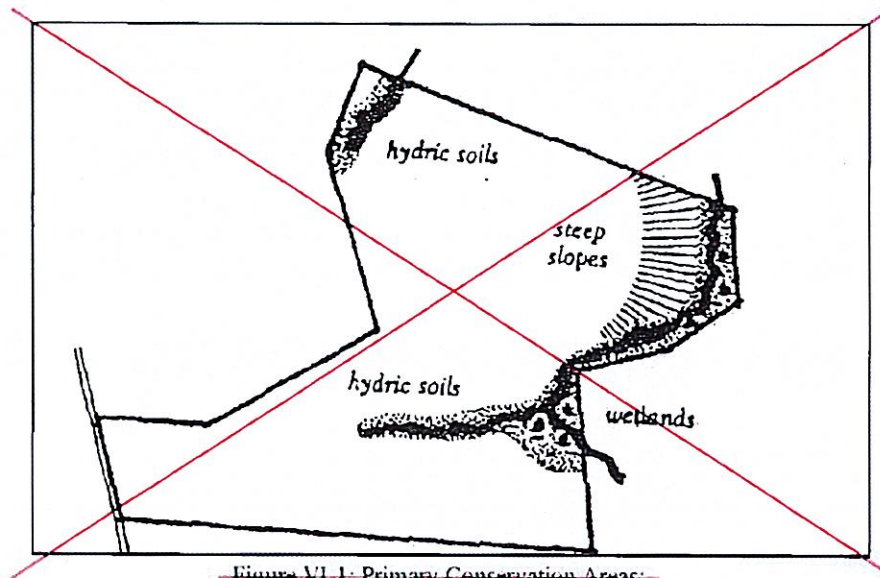 hydric soils
steep
slopes
hydric soils
wetlands
Figure VI.1: Primary Conservation Areas: